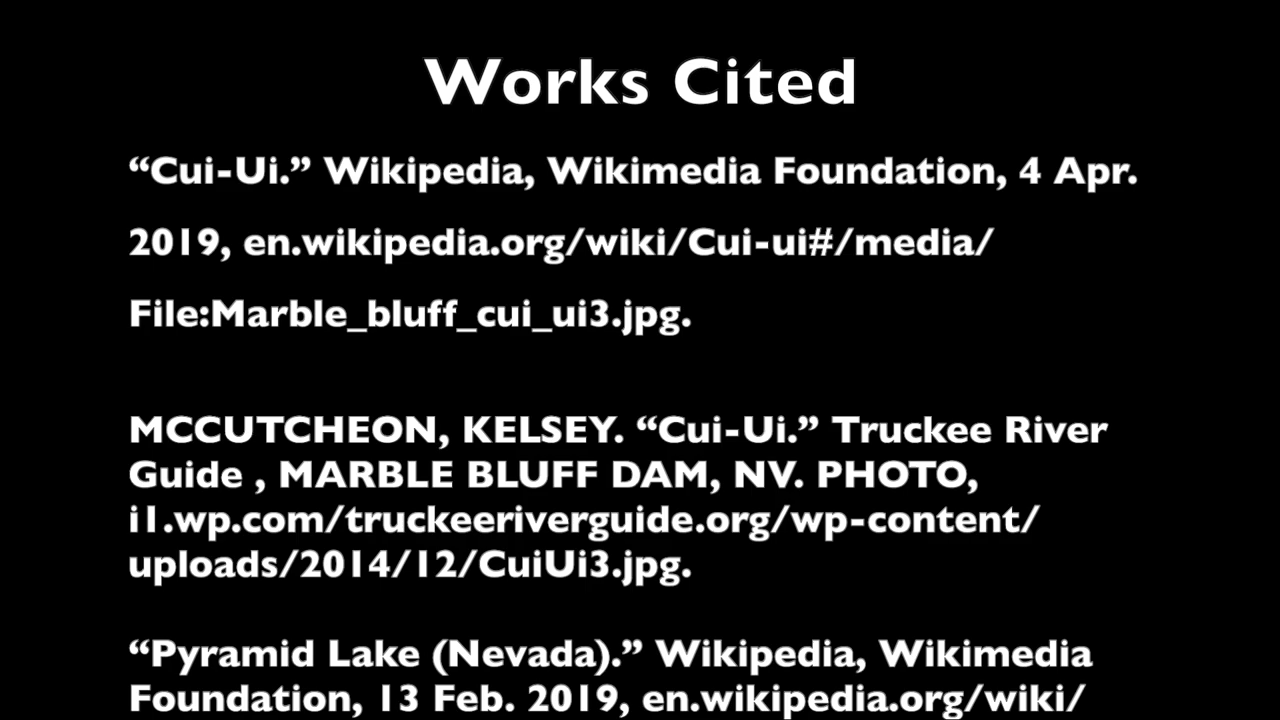 Works Cited
“Cui-Ui.” Wikipedia, Wikimedia Foundation, 4 Apr.
2019, en.wikipedia.org/wiki/Cui-ui#/media/
File:Marble_bluff_cui_ui3.jpg.
MCCUTCHEON, KELSEY. “Cui-Ui.” Truckee River
Guide , MARBLE BLUFF DAM, NV. PHOTO,
i1.wp.com/truckeeriverguide.org/wp-content/
uploads/2014/12/CuiUi3.jpg.
“Pyramid Lake (Nevada).” Wikipedia, Wikimedia
Foundation, 13 Feb. 2019, en.wikipedia.org/wiki/